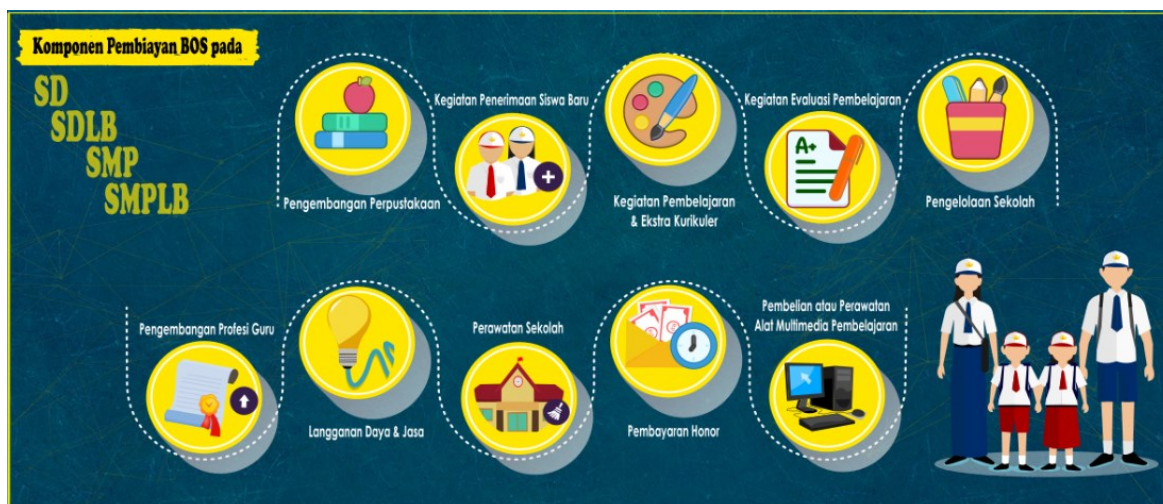 Komponen Pembiayan BOS pada
SD
SDLB
SMP
SMPLB
Pengembangan Perpustakaan
Kegiatan Penerimaan Siswa Baru
Kegiatan Pembelajaran
& Ekstra Kurikuler
Kegiatan Evaluasi Pembelajaran
A+
Pengelolaan Sekolah
Pengembangan Profesi Guru
Langganan Daya & Jasa
Perawatan Sekolah
Pembayaran Honor
Pembelian atau Perawatan
Alat Multimedia Pembelajaran